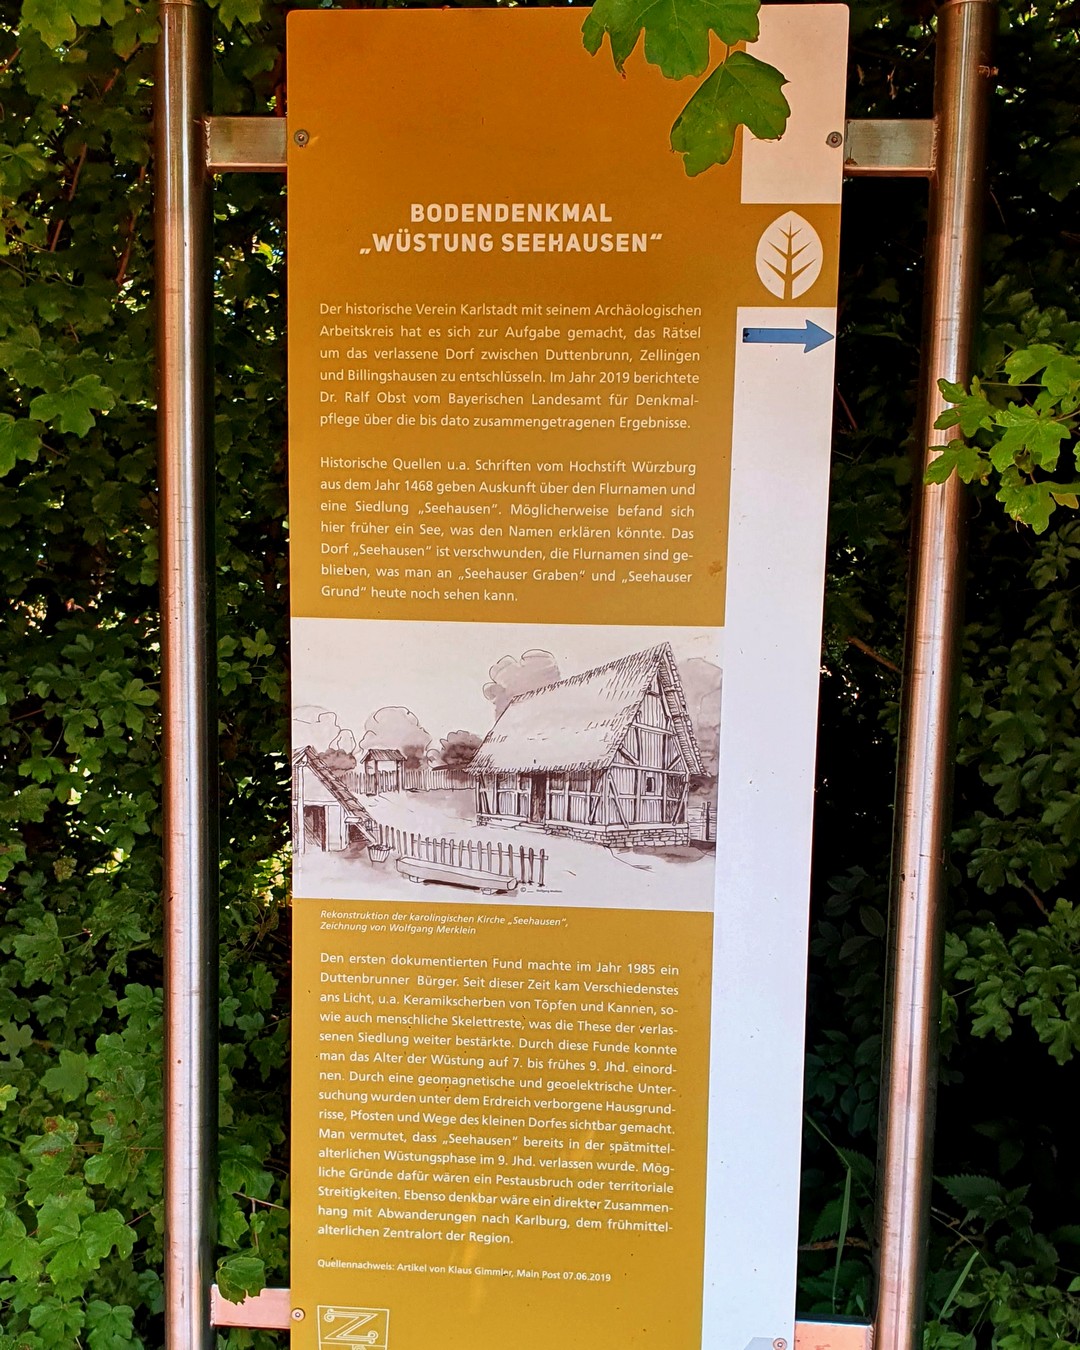 BODENDENKMAL
„WÜSTUNG SEEHAUSEN“
Der historische Verein Karlstadt mit seinem Archäologischen
Arbeitskreis hat es sich zur Aufgabe gemacht, das Rätsel
um das verlassene Dorf zwischen Duttenbrunn, Zellingen
und Billingshausen zu entschlüsseln. Im Jahr 2019 berichtete
Dr. Ralf Obst vom Bayerischen Landesamt für Denkmal-
pflege über die bis dato zusammengetragenen Ergebnisse.
Historische Quellen u.a. Schriften vom Hochstift Würzburg
aus dem Jahr 1468 geben Auskunft über den Flurnamen und
eine Siedlung „Seehausen“. Möglicherweise befand sich
hier früher ein See, was den Namen erklären könnte. Das
Dorf „Seehausen“ ist verschwunden, die Flurnamen sind ge-
blieben, was man an „Seehauser Graben“ und „Seehauser
Grund“ heute noch sehen kann.
Rekonstruktion der karolingischen Kirche „Seehausen“,
Zeichnung von Wolfgang Merklein
Den ersten dokumentierten Fund machte im Jahr 1985 ein
Duttenbrunner Bürger. Seit dieser Zeit kam Verschiedenstes
ans Licht, u.a. Keramikscherben von Töpfen und Kannen, so-
wie auch menschliche Skelettreste, was die These der verlas-
senen Siedlung weiter bestärkte. Durch diese Funde konnte
man das Alter der Wüstung auf 7. bis frühes 9. Jhd. einord-
nen. Durch eine geomagnetische und geoelektrische Unter-
suchung wurden unter dem Erdreich verborgene Hausgrund-
risse, Pfosten und Wege des kleinen Dorfes sichtbar gemacht.
Man vermutet, dass „Seehausen“ bereits in der spätmittel-
alterlichen Wüstungsphase im 9. Jhd. verlassen wurde. Mög-
liche Gründe dafür wären ein Pestausbruch oder territoriale
Streitigkeiten. Ebenso denkbar wäre ein direkter Zusammen-
hang mit Abwanderungen nach Karlburg, dem frühmittel-
alterlichen Zentralort der Region.
Quellennachweis: Artikel von Klaus Gimmler, Main Post 07.06.2019